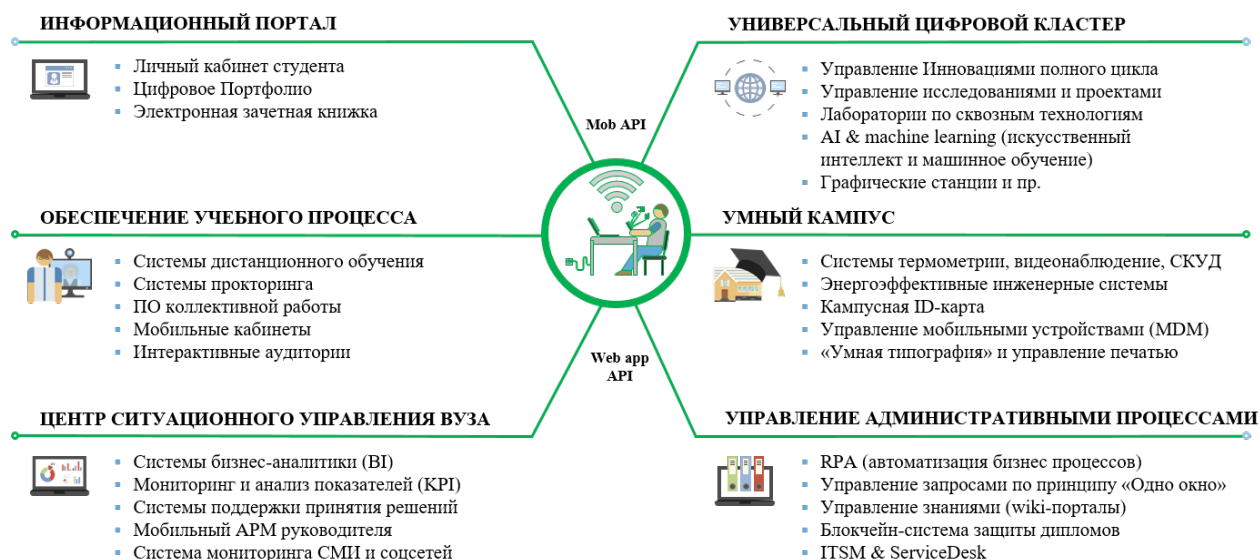 ИНФОРМАЦИОННЫЙ ПОРТАЛ
Личный кабинет студента
Цифровое Портфолио
Электронная зачетная книжка
УНИВЕРСАЛЬНЫЙ ЦИФРОВОЙ КЛАСТЕР
Управление Инновациями полного цикла
Управление исследованиями и проектами
Лаборатории по сквозным технологиям
AI & machine learning (искусственный
интеллект и машинное обучение)
Графические станции и пр.
Mob API
ОБЕСПЕЧЕНИЕ УЧЕБНОГО ПРОЦЕССА
Системы дистанционного обучения
Системы прокторинга
ПО коллективной работы
Мобильные кабинеты
Интерактивные аудитории
УМНЫЙ КАМПУС
Системы термометрии, видеонаблюдение, СКУД
Энергоэффективные инженерные системы
Кампусная ID-карта
Управление мобильными устройствами (MDM)
«Умная типография» и управление печатью
Web app
API
ЦЕНТР СИТУАЦИОННОГО УПРАВЛЕНИЯ ВУЗА
Системы бизнес-аналитики (BI)
Мониторинг и анализ показателей (KPI)
Системы поддержки принятия решений
Мобильный АРМ руководителя
Система мониторинга СМИ и соцсетей
УПРАВЛЕНИЕ АДМИНИСТРАТИВНЫМИ ПРОЦЕССАМИ
RPA (автоматизация бизнес процессов)
Управление запросами по принципу «Одно окно»
Управление знаниями (wiki-порталы)
Блокчейн-система защиты дипломов
ITSM & ServiceDesk